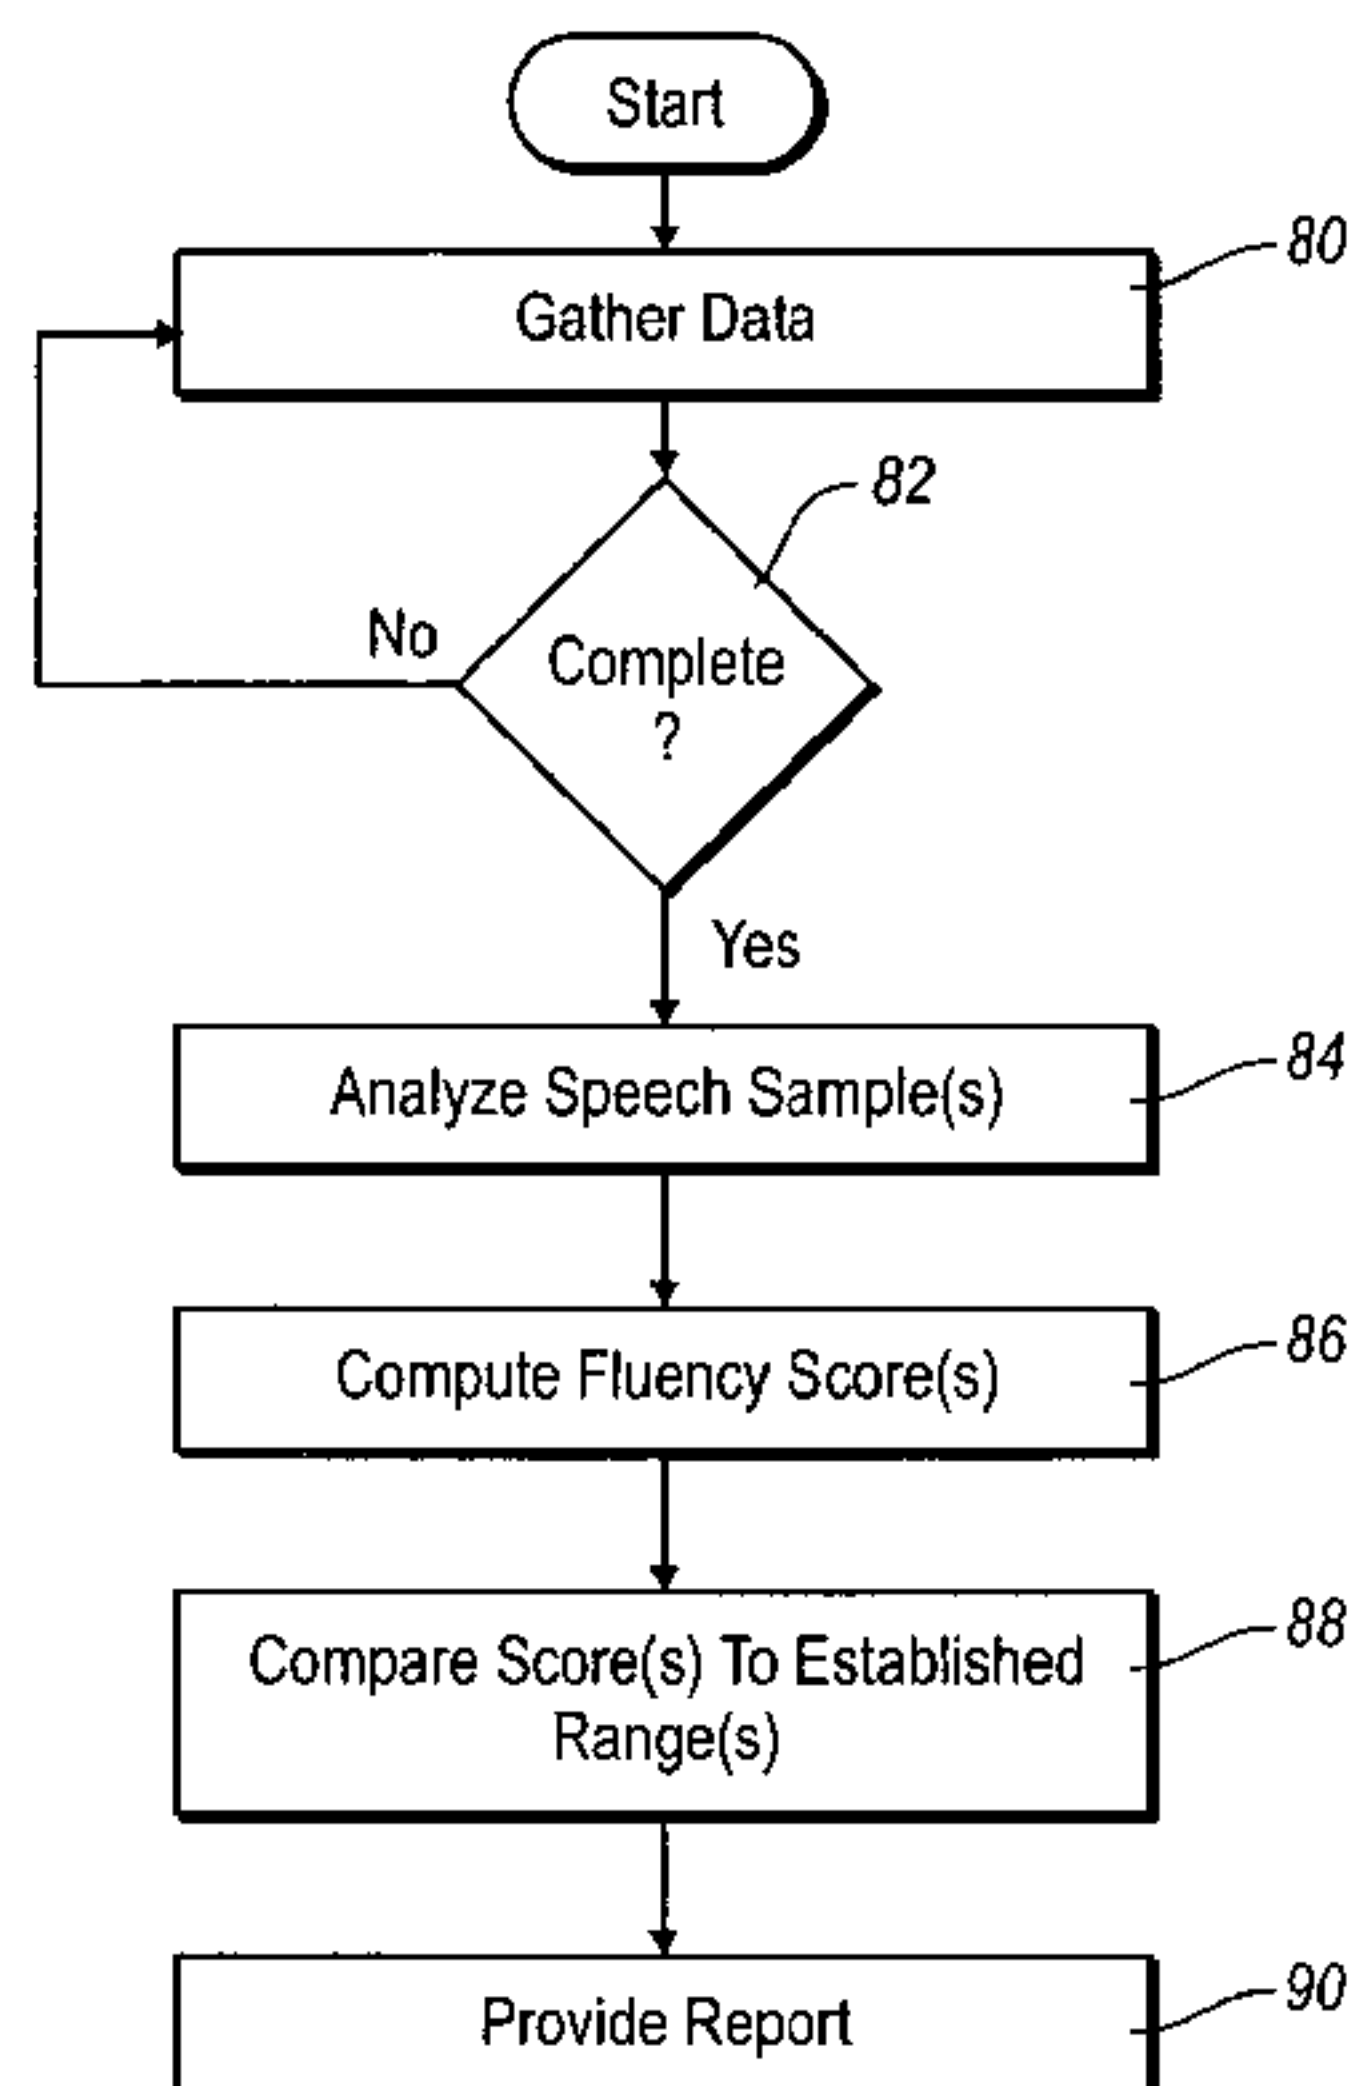 Start
80
Gather Data
82
No
Complete
?
Yes
84
Analyze Speech Sample(s)
86
Compute Fluency Score(s)
88
Compare Score(s) To Established
Range(s)
90
Provide Report